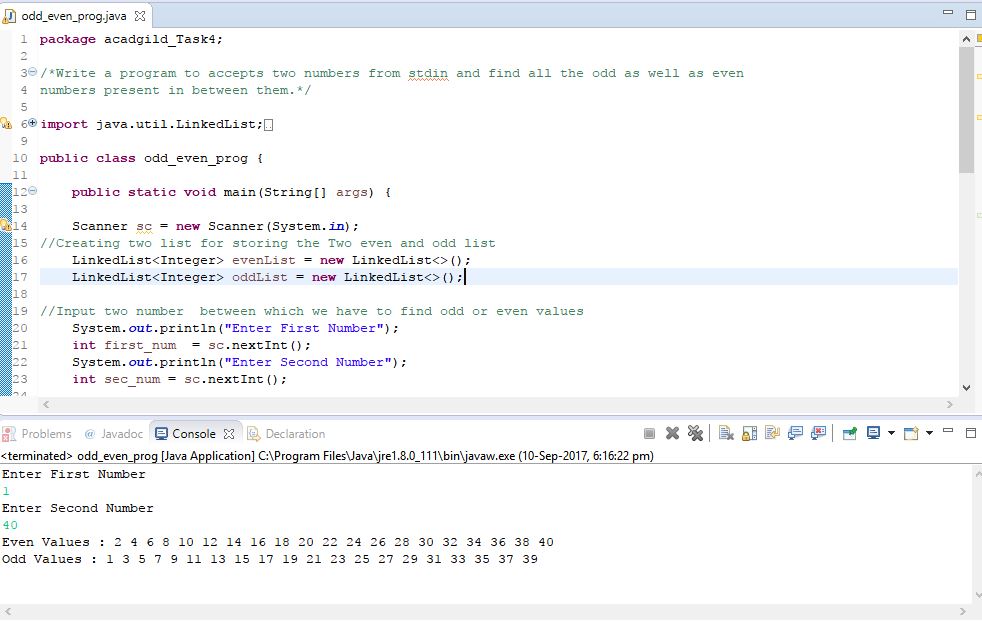 odd_even_prog.java
1 package acadgild_Task4;
2
3 /*Write a program to accepts two numbers from stdin and find all the odd as well as even
4 numbers present in between them.*/
5
6 import java.util.LinkedList;
9
10 public class odd_even_prog {
11
12 public static void main(String[] args) {
13
14 Scanner sc = new Scanner(System.in);
15 //Creating two list for storing the Two even and odd list
16 LinkedList<Integer> evenList = new LinkedList<>();
17 LinkedList<Integer> oddList = new LinkedList<>();
18
19 //Input two number  between which we have to find odd or even values
20 System.out.println("Enter First Number");
21 int first_num  = sc.nextInt();
22 System.out.println("Enter Second Number");
23 int sec_num = sc.nextInt();
24
Problems @ Javadoc Console Declaration
<terminated> odd_even_prog [Java Application] C:\Program Files\Java\jre1.8.0_111\bin\javaw.exe (10-Sep-2017, 6:16:22 pm)
Enter First Number
1
Enter Second Number
40
Even Values : 2 4 6 8 10 12 14 16 18 20 22 24 26 28 30 32 34 36 38 40
Odd Values : 1 3 5 7 9 11 13 15 17 19 21 23 25 27 29 31 33 35 37 39